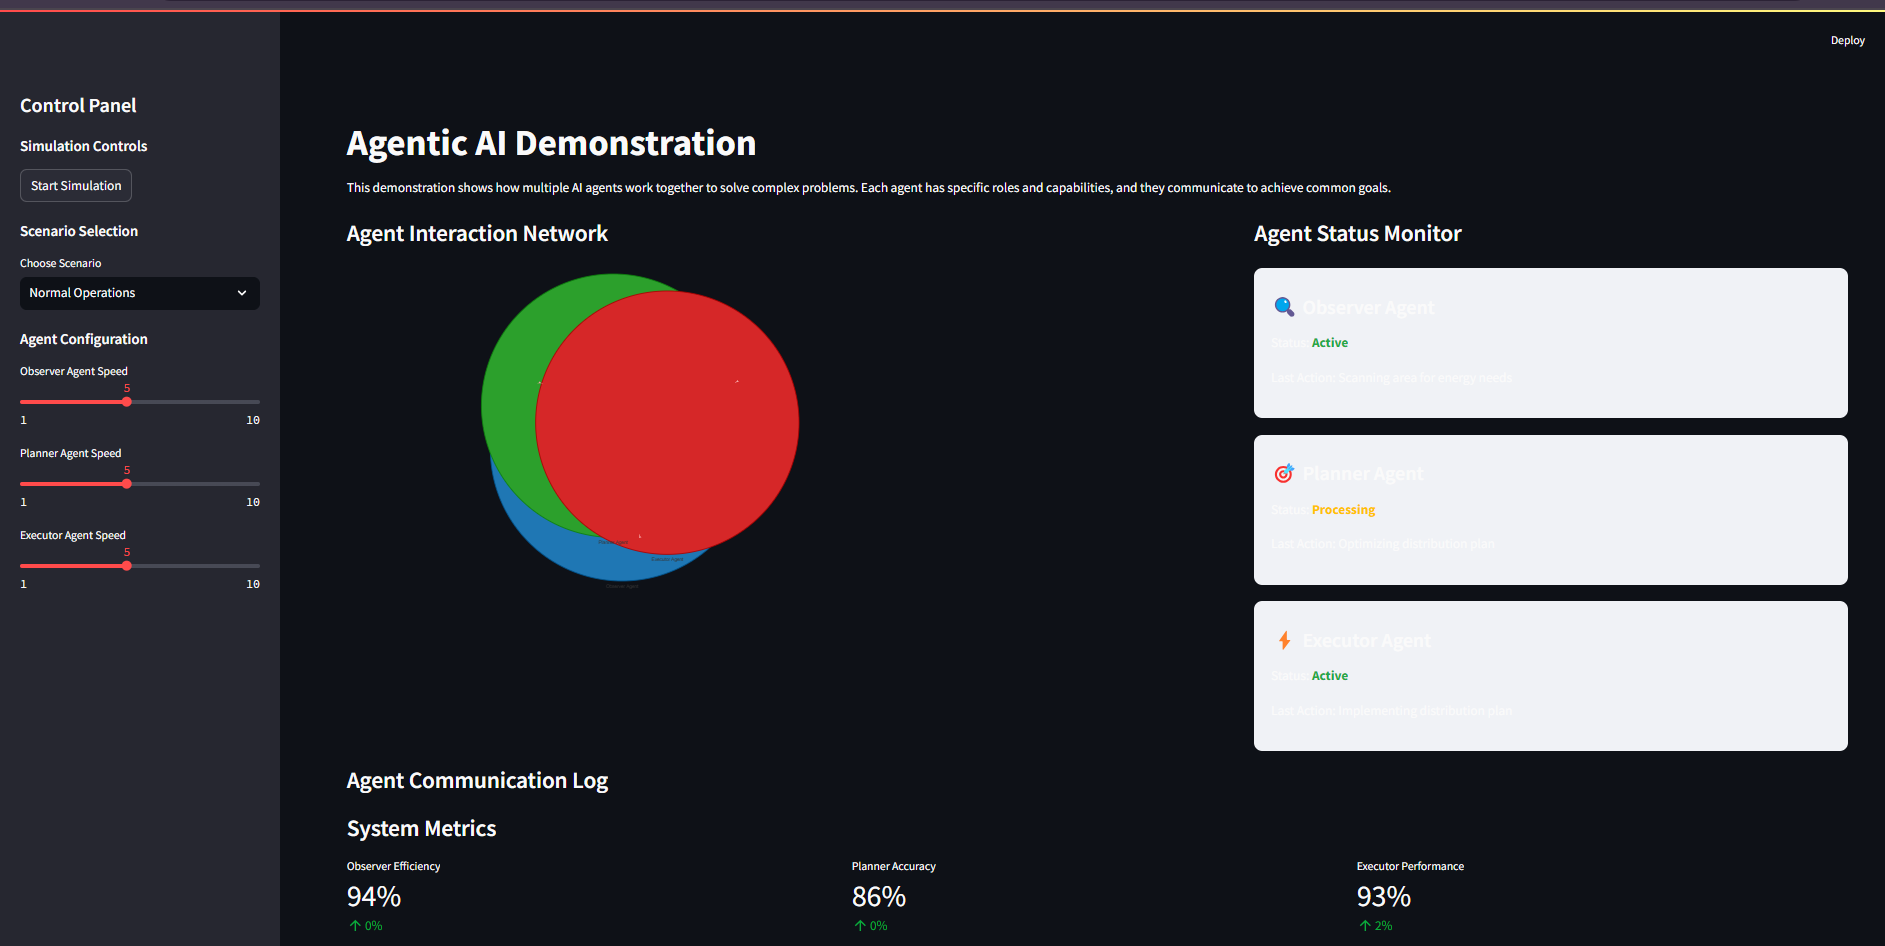 Deploy
Control Panel
Simulation Controls
Start Simulation
Scenario Selection
Choose Scenario
Normal Operations
Agent Configuration
Observer Agent Speed
5
1 10
Planner Agent Speed
5
1 10
Executor Agent Speed
5
1 10
Agentic AI Demonstration
This demonstration shows how multiple AI agents work together to solve complex problems. Each agent has specific roles and capabilities, and they communicate to achieve common goals.
Agent Interaction Network
Planner Agent
Executor Agent
Observer Agent
Agent Status Monitor
Observer Agent
Status: Active
Last Action: Scanning area for energy needs
Planner Agent
Status: Processing
Last Action: Optimizing distribution plan
Executor Agent
Status: Active
Last Action: Implementing distribution plan
Agent Communication Log
System Metrics
Observer Efficiency
94%
↑ 0%
Planner Accuracy
86%
↑ 0%
Executor Performance
93%
↑ 2%